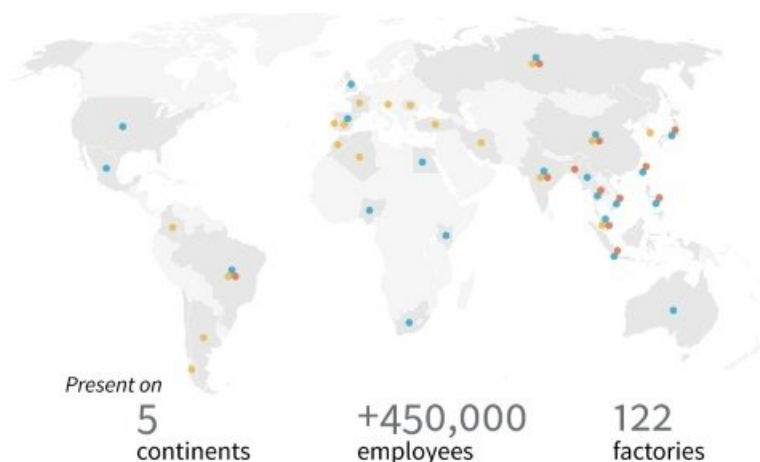 Present on
5
continents
+450,000
employees
122
factories